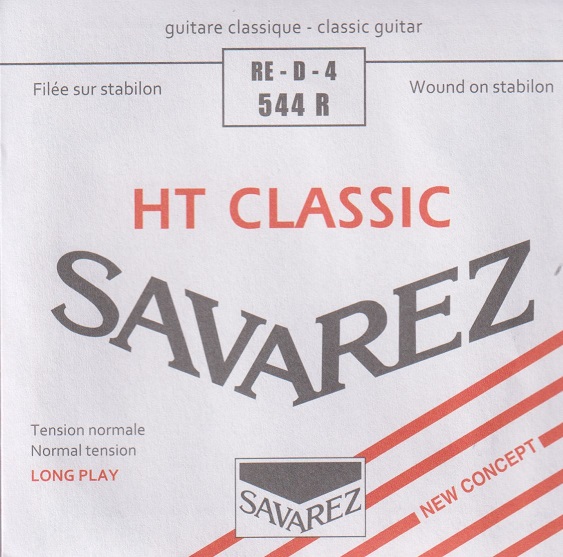 guitare classique - classic guitar
RE - D - 4
544 R
Filée sur stabilon
Wound on stabilon
HT CLASSIC
SAVAREZ
Tension normale
Normal tension
LONG PLAY
NEW CONCEPT
SAVAREZ